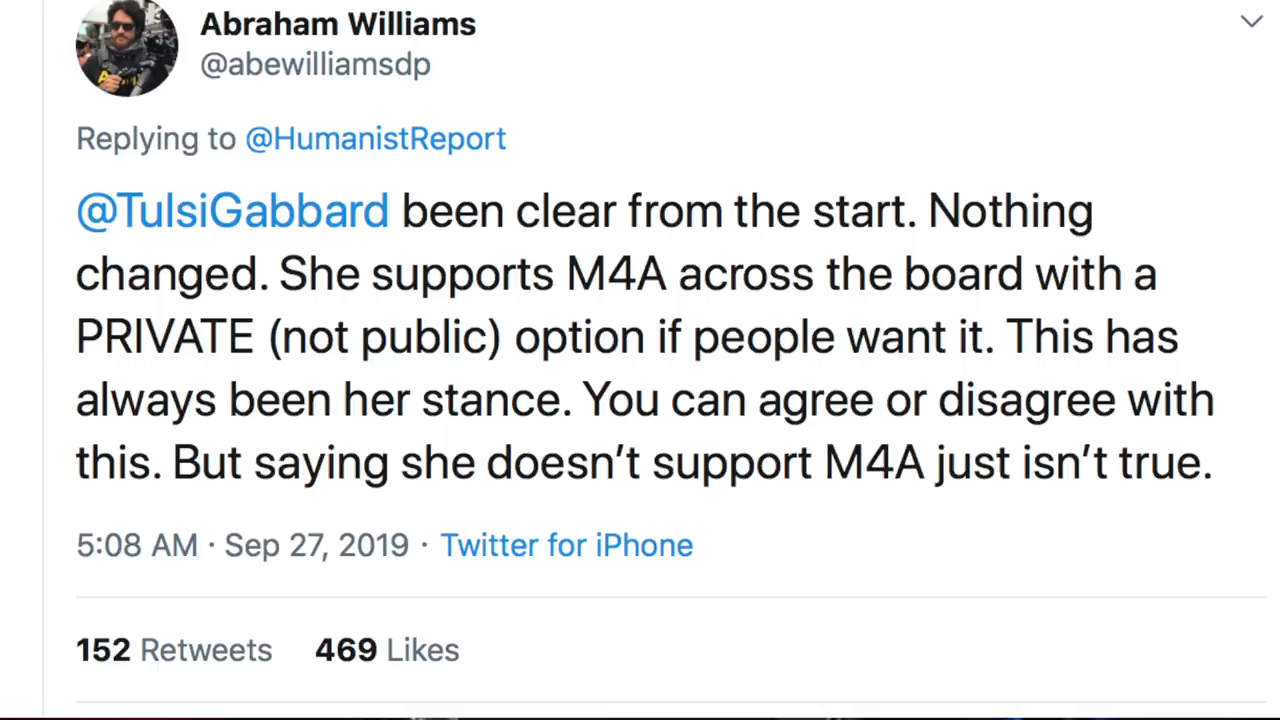 Abraham Williams
@abewilliamsdp
Replying to @HumanistReport
@TulsiGabbard been clear from the start. Nothing
changed. She supports M4A across the board with a
PRIVATE (not public) option if people want it. This has
always been her stance. You can agree or disagree with
this. But saying she doesn’t support M4A just isn’t true.
5:08 AM · Sep 27, 2019 · Twitter for iPhone
152 Retweets 469 Likes